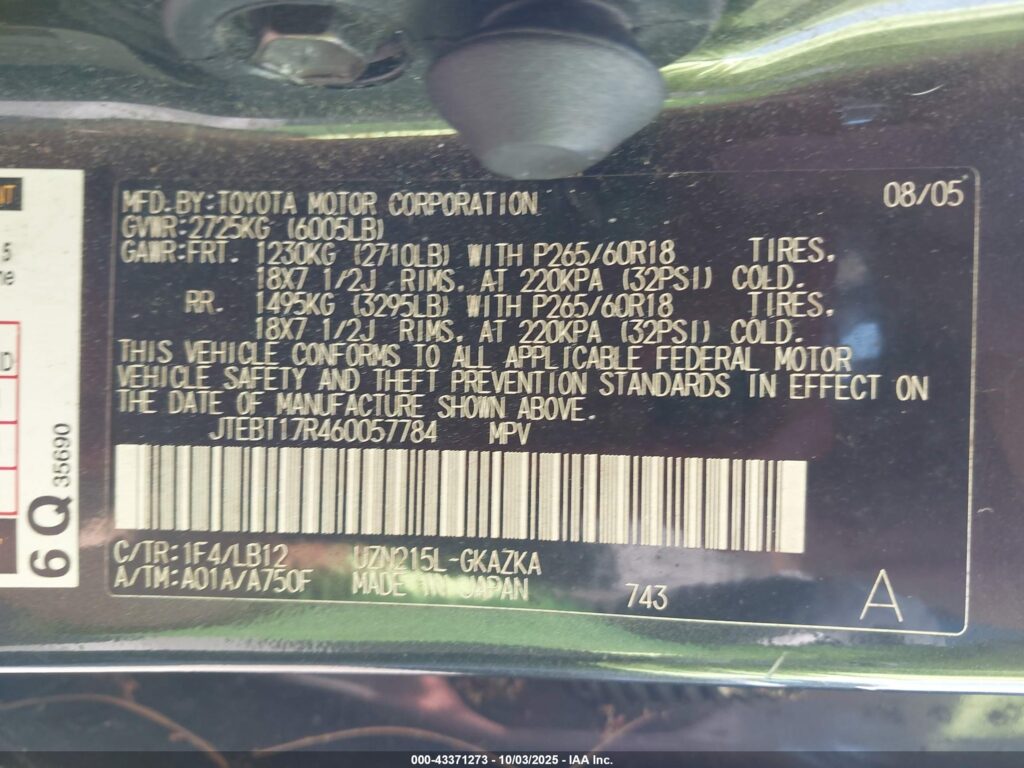 MFD. BY: TOYOTA MOTOR CORPORATION 08/05
GVWR: 2725KG (6005LB)
GAWR: FRT. 1230KG (2710LB) WITH P265/60R18 TIRES.
18X7 1/2J RIMS. AT 220KPA (32PSI) COLD.
RR. 1495KG (3295LB) WITH P265/60R18 TIRES.
18X7 1/2J RIMS. AT 220KPA (32PSI) COLD.
THIS VEHICLE CONFORMS TO ALL APPLICABLE FEDERAL MOTOR
VEHICLE SAFETY AND THEFT PREVENTION STANDARDS IN EFFECT ON
THE DATE OF MANUFACTURE SHOWN ABOVE.
JTEBT17R460057784 MPV
C/TR: 1F4/LB12 UZN215L-GKAZKA
A/TM: A01A/A750F MADE IN JAPAN 743 A
6Q 35690
000-43371273 - 10/03/2025 - IAA Inc.